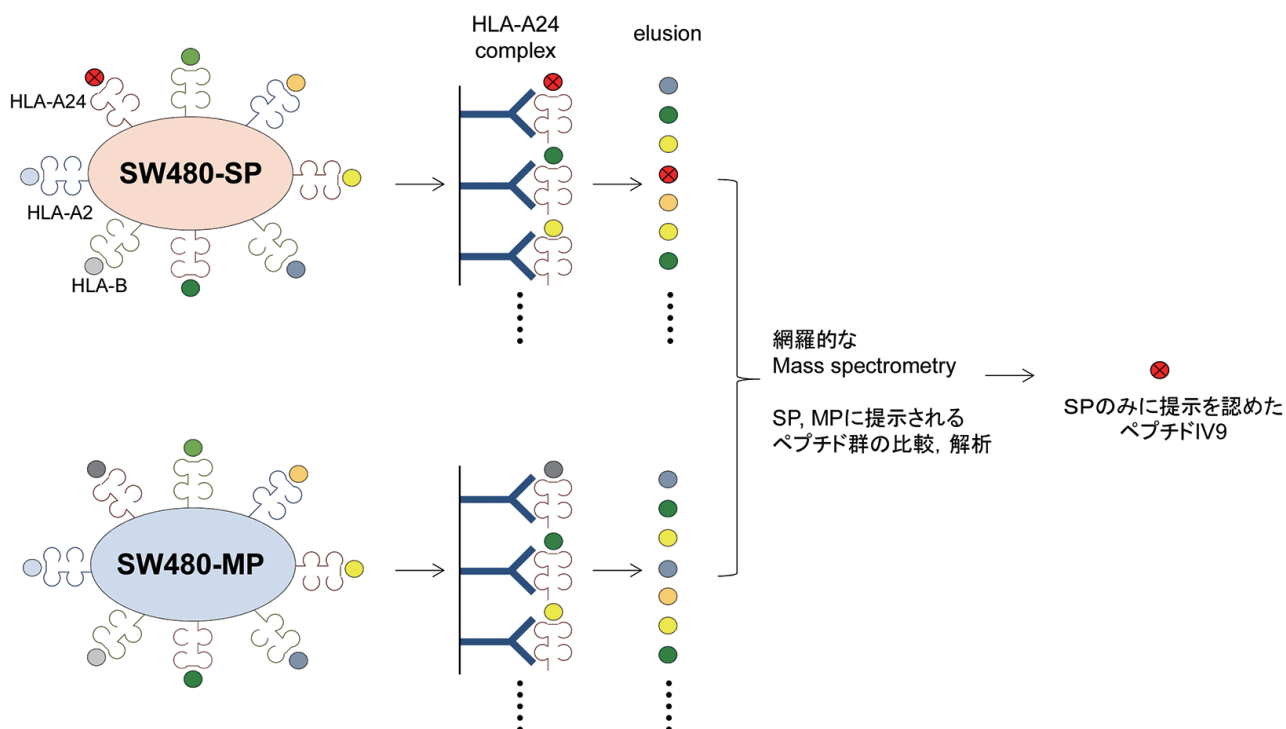 HLA-A24
complex
elusion
HLA-A24
SW480-SP
HLA-A2
HLA-B
網羅的な
Mass spectrometry
SP, MPに提示される
ペプチド群の比較, 解析
SPのみに提示を認めた
ペプチドIV9
SW480-MP